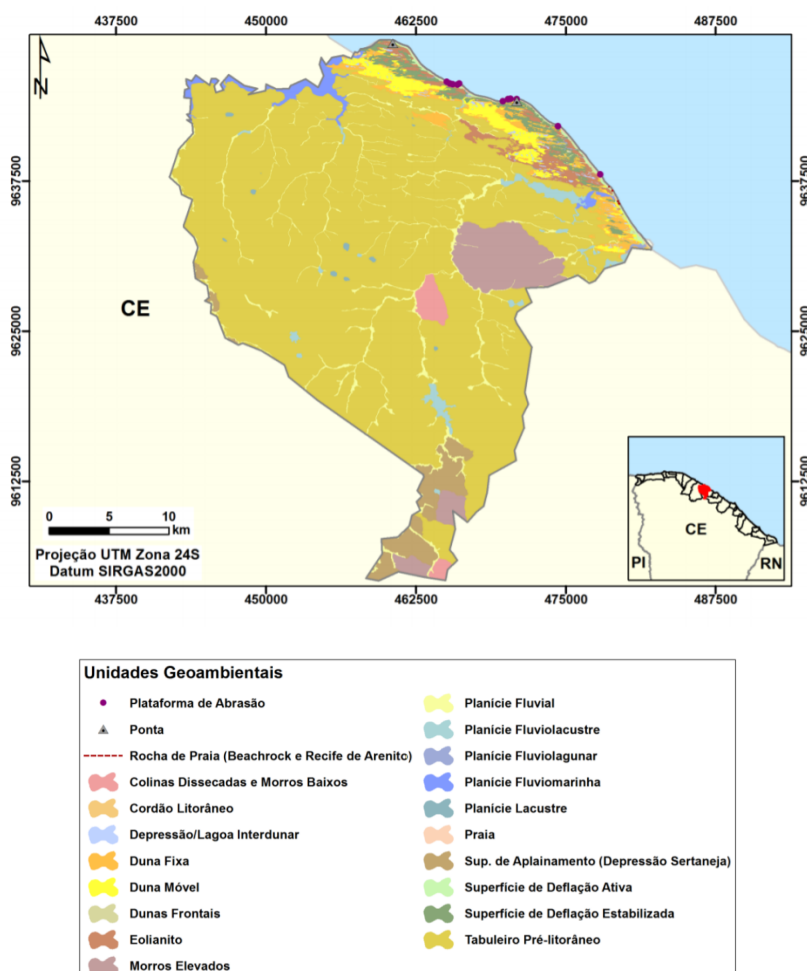 437500 450000 462500 475000 487500
N
9637500 9637500
CE
9625000 9625000
9612500 9612500
0 5 10
km
Projeção UTM Zona 24S
Datum SIRGAS2000
CE
PI
RN
437500 450000 462500 475000 487500
Unidades Geoambientais
Plataforma de Abrasão
Ponta
Rocha de Praia (Beachrock e Recife de Arenito)
Colinas Dissecadas e Morros Baixos
Cordão Litorâneo
Depressão/Lagoa Interdunar
Duna Fixa
Duna Móvel
Dunas Frontais
Eolianito
Morros Elevados
Planície Fluvial
Planície Fluviolacustre
Planície Fluviolagunar
Planície Fluviomarinha
Planície Lacustre
Praia
Sup. de Aplainamento (Depressão Sertaneja)
Superfície de Deflação Ativa
Superfície de Deflação Estabilizada
Tabuleiro Pré-litorâneo